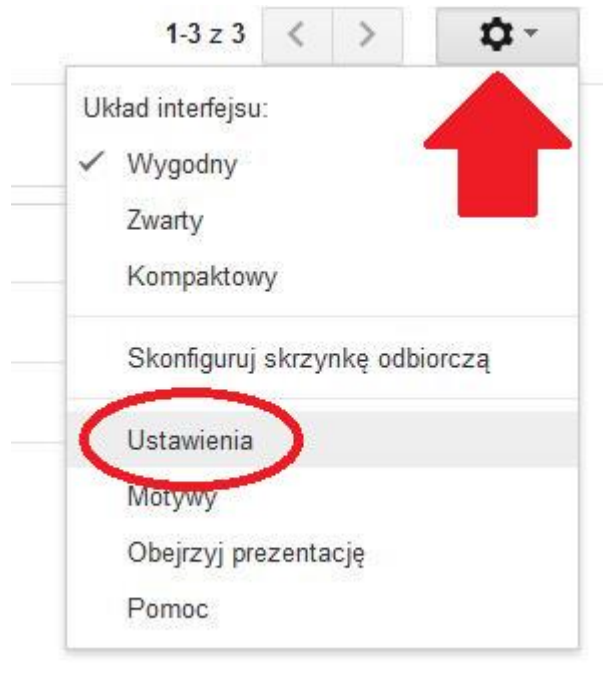 1-3 z 3
Układ interfejsu:
Wygodny
Zwarty
Kompaktowy
Skonfiguruj skrzynkę odbiorczą
Ustawienia
Motywy
Obejrzyj prezentację
Pomoc